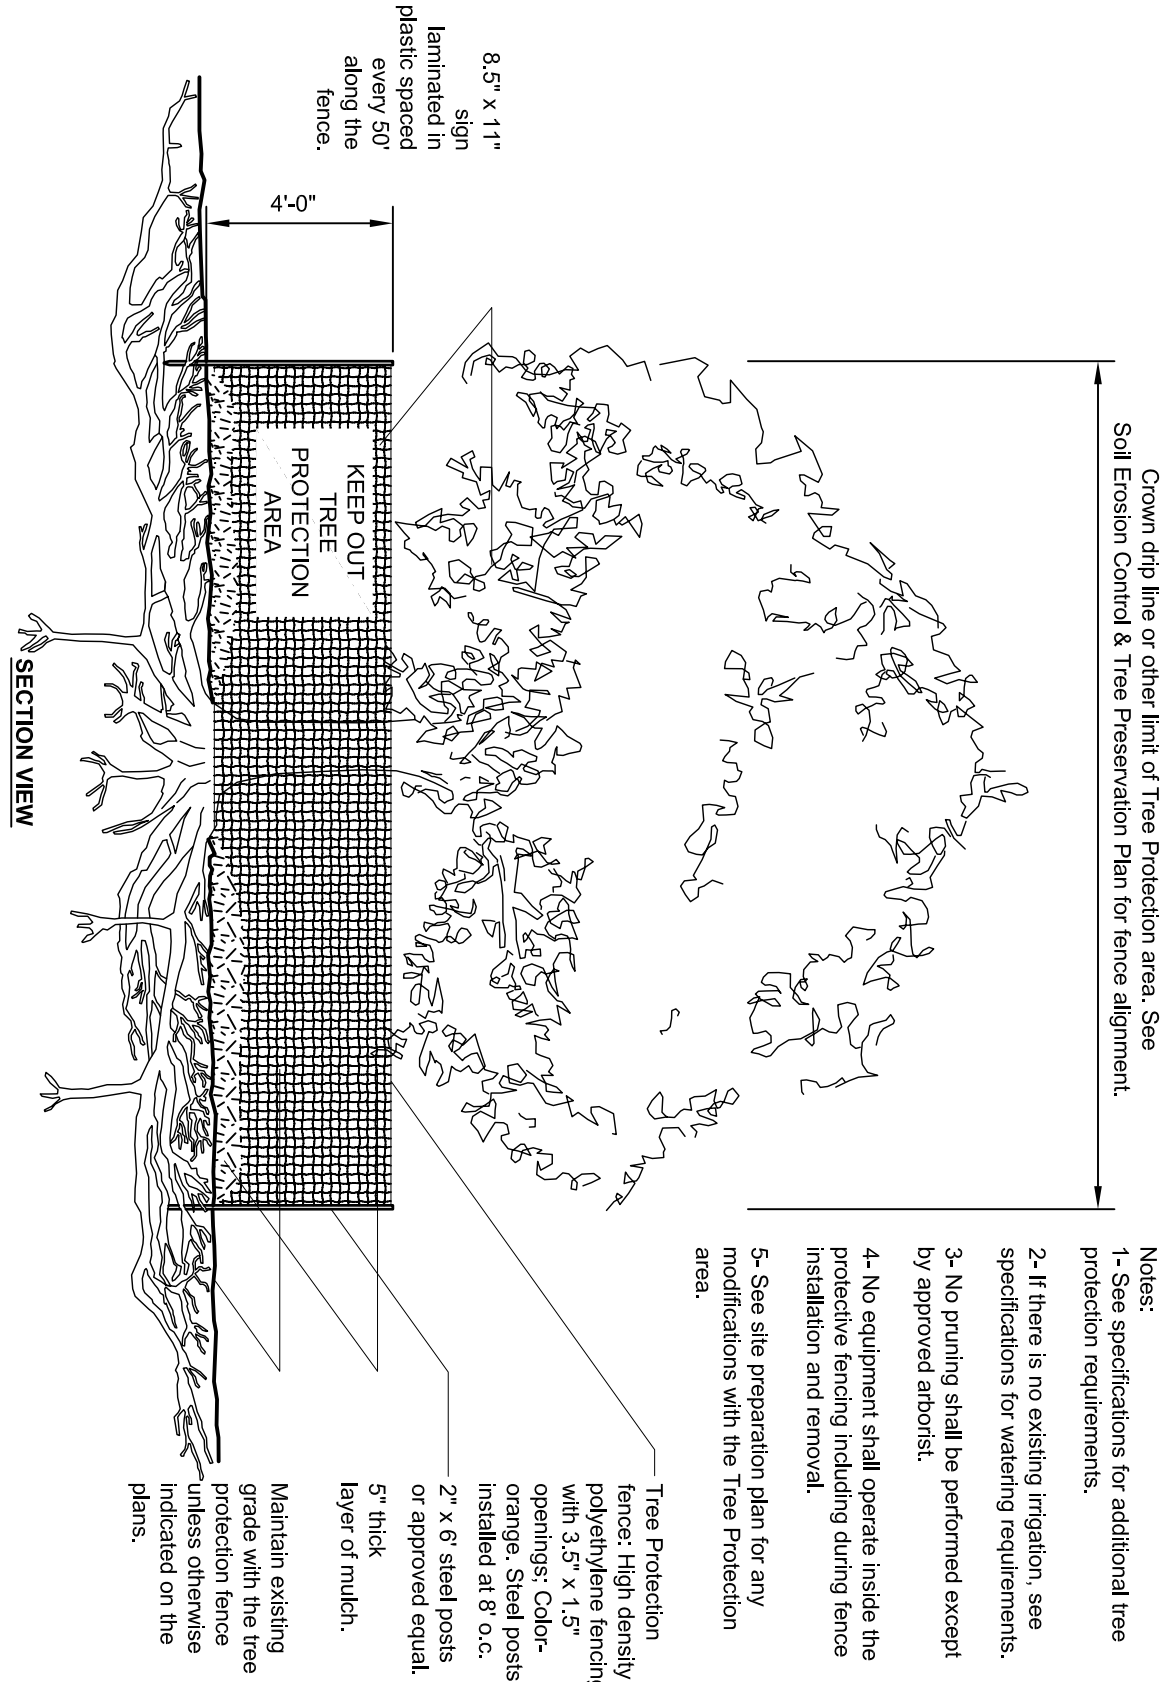 Crown drip line or other limit of Tree Protection area. See
Soil Erosion Control & Tree Preservation Plan for fence alignment.
Notes:
1- See specifications for additional tree
protection requirements.
2- If there is no existing irrigation, see
specifications for watering requirements.
3- No pruning shall be performed except
by approved arborist.
4- No equipment shall operate inside the
protective fencing including during fence
installation and removal.
5- See site preparation plan for any
modifications with the Tree Protection
area.
8.5" x 11"
sign
laminated in
plastic spaced
every 50'
along the
fence.
4'-0"
KEEP OUT
TREE
PROTECTION
AREA
Tree Protection
fence: High density
polyethylene fencing
with 3.5" x 1.5"
openings; Color-
orange. Steel posts
installed at 8' o.c.
2" x 6' steel posts
or approved equal.
5" thick
layer of mulch.
Maintain existing
grade with the tree
protection fence
unless otherwise
indicated on the
plans.
SECTION VIEW